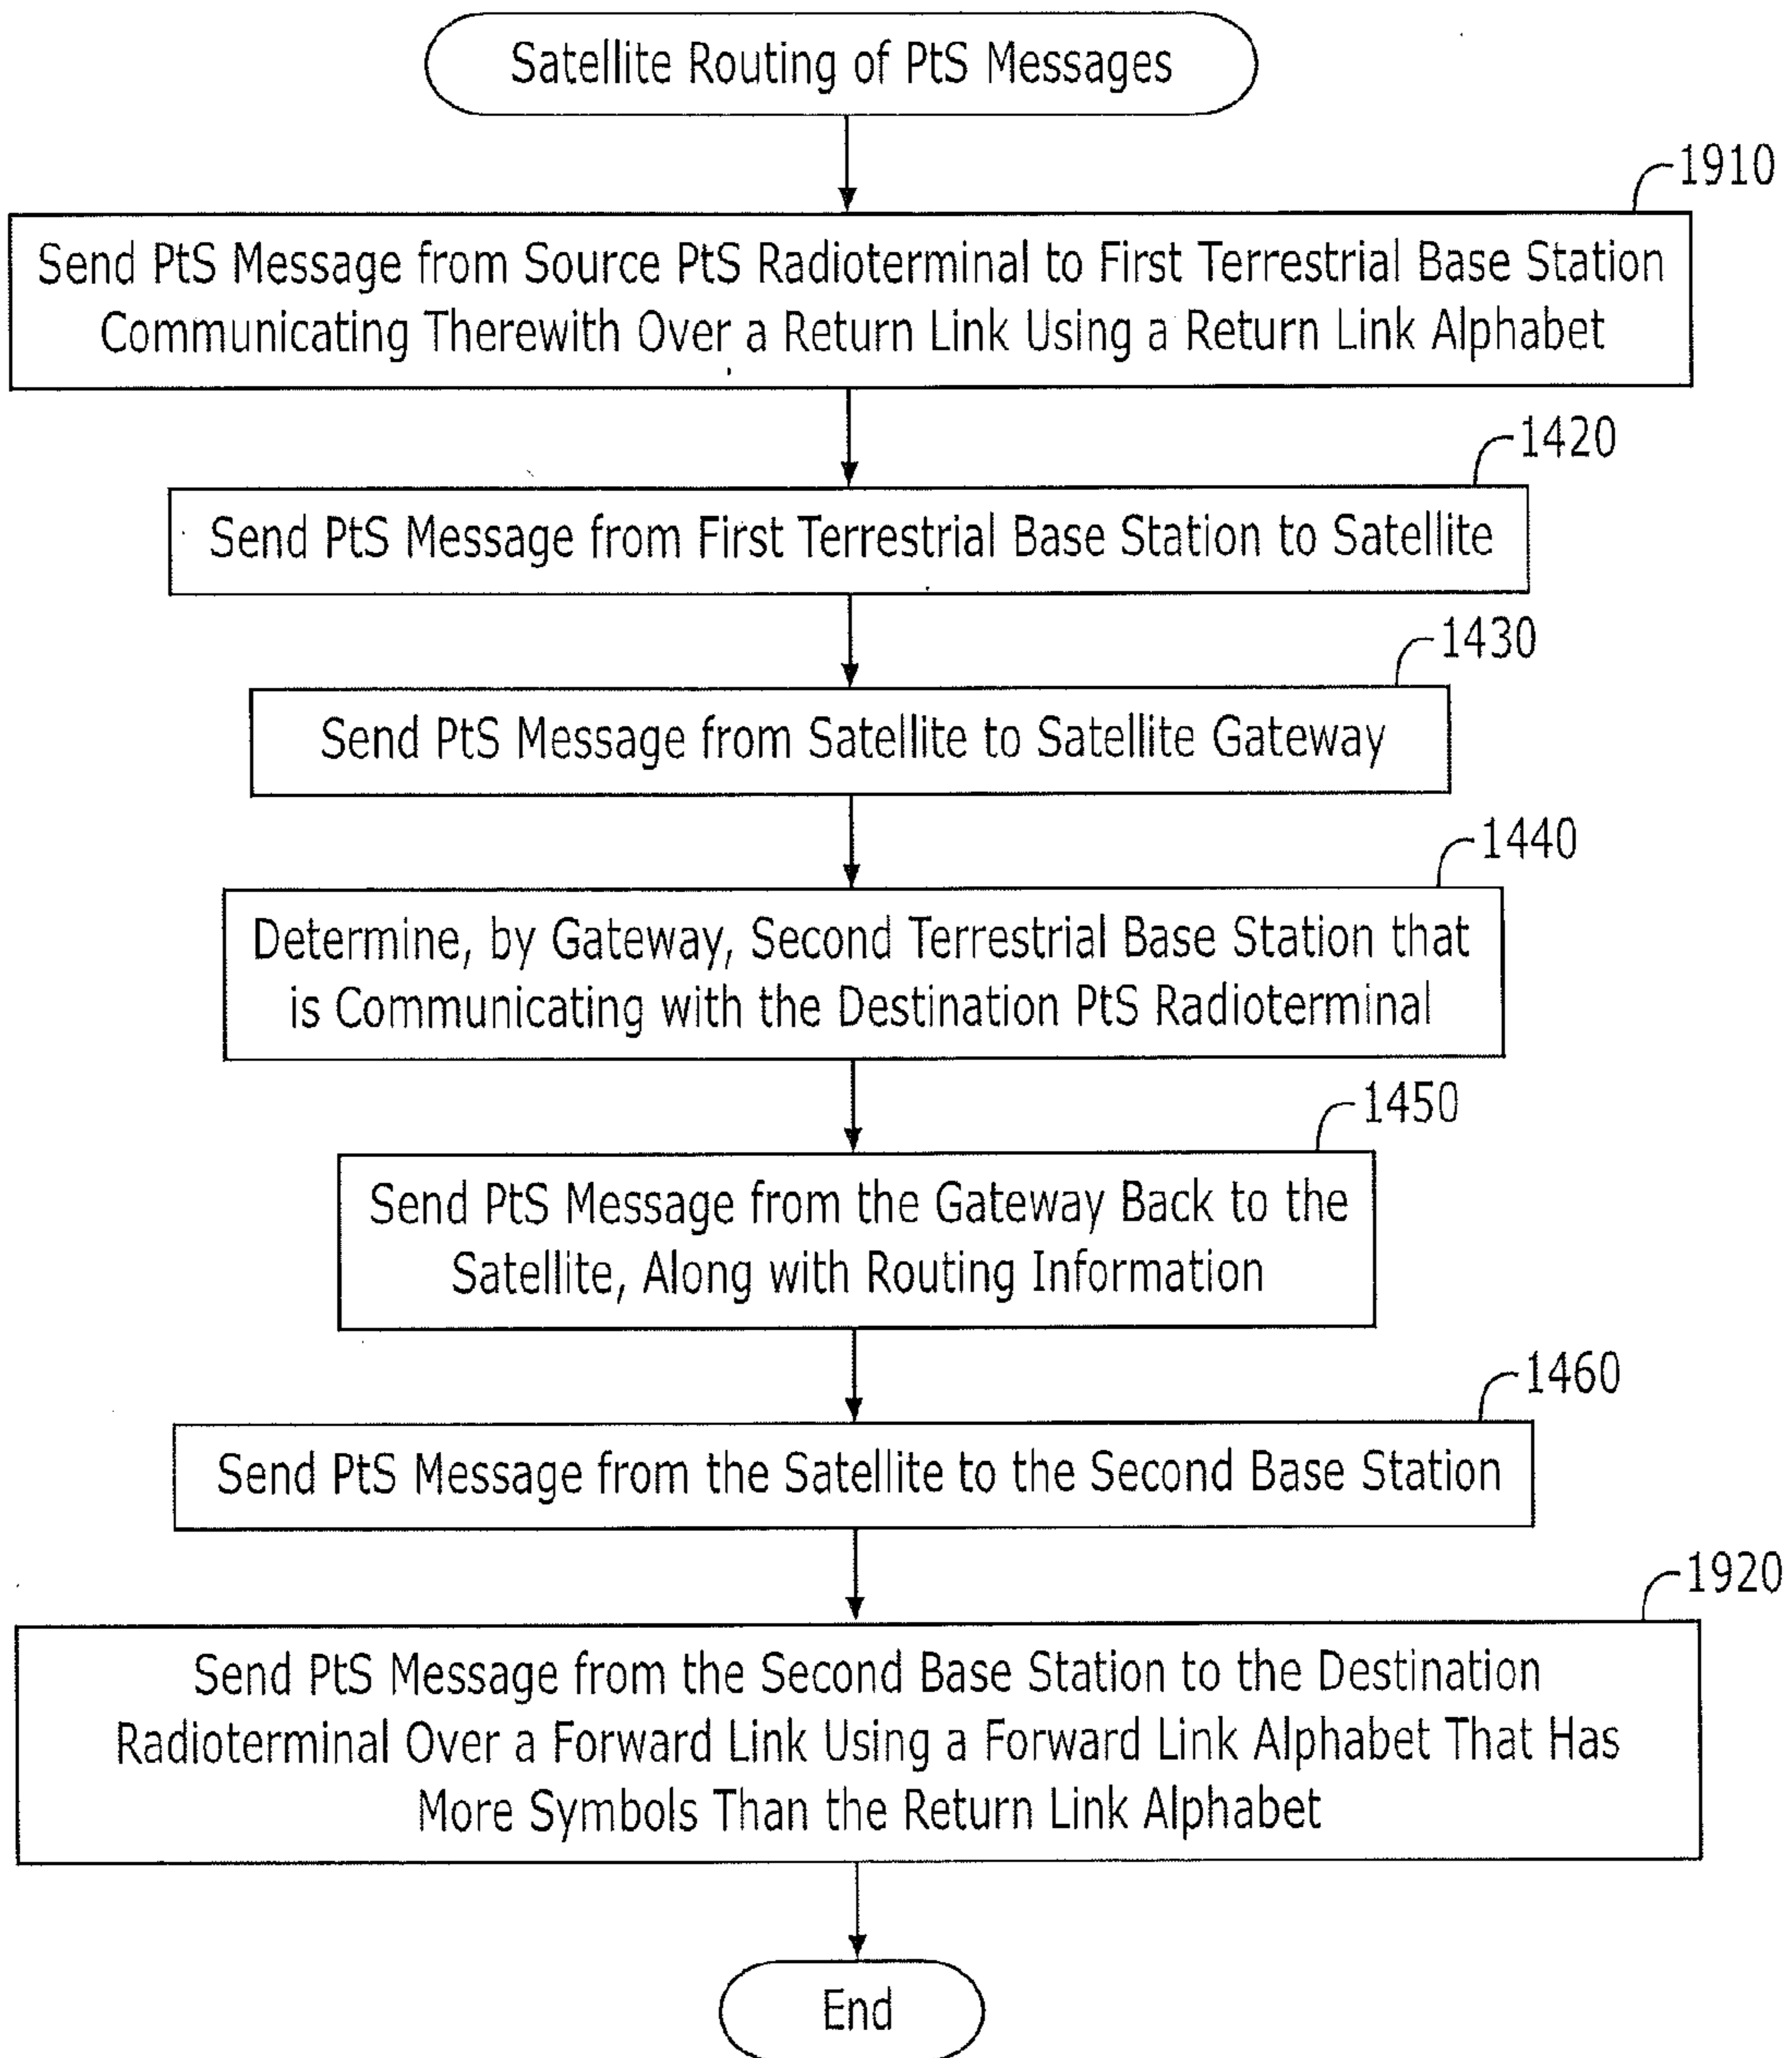 Satellite Routing of PtS Messages
1910
Send PtS Message from Source PtS Radioterminal to First Terrestrial Base Station
Communicating Therewith Over a Return Link Using a Return Link Alphabet
1420
Send PtS Message from First Terrestrial Base Station to Satellite
1430
Send PtS Message from Satellite to Satellite Gateway
1440
Determine, by Gateway, Second Terrestrial Base Station that
is Communicating with the Destination PtS Radioterminal
1450
Send PtS Message from the Gateway Back to the
Satellite, Along with Routing Information
1460
Send PtS Message from the Satellite to the Second Base Station
1920
Send PtS Message from the Second Base Station to the Destination
Radioterminal Over a Forward Link Using a Forward Link Alphabet That Has
More Symbols Than the Return Link Alphabet
End